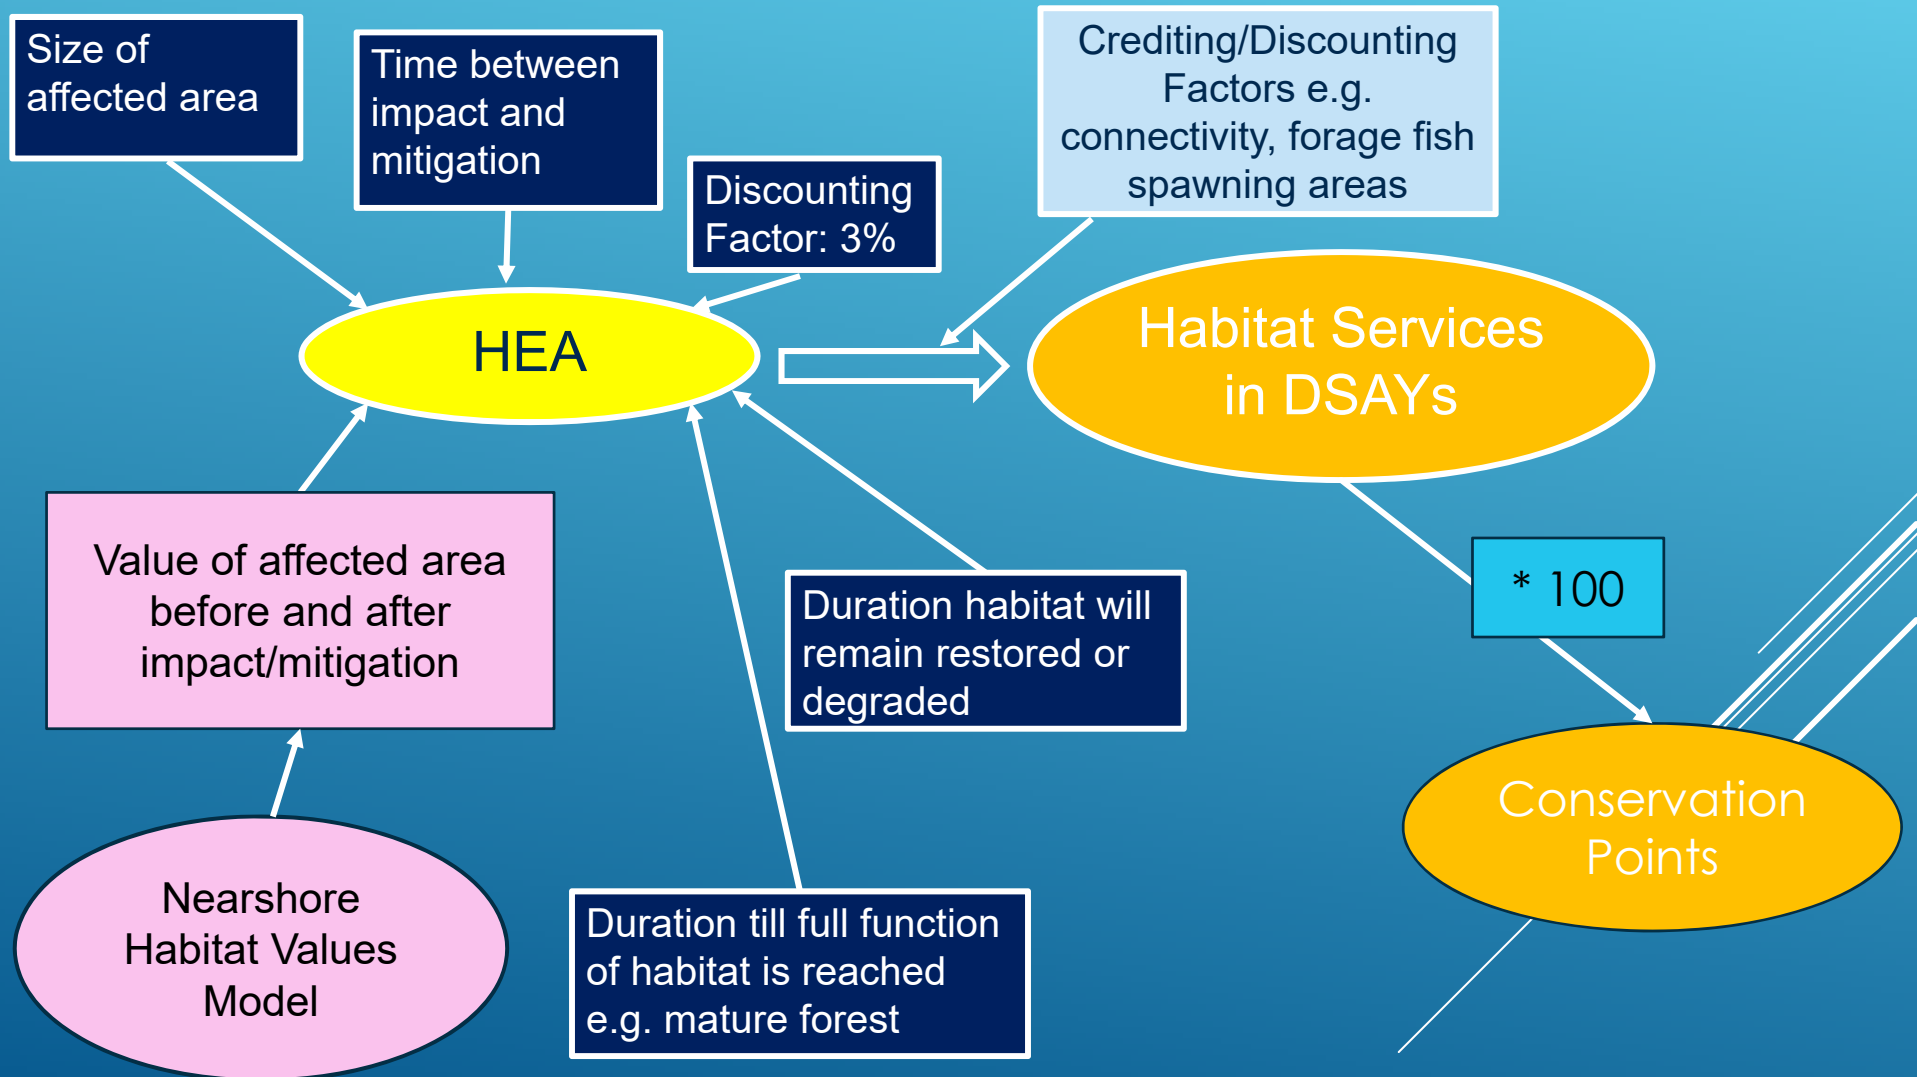 Size of
affected area
Time between
impact and
mitigation
Discounting
Factor: 3%
Crediting/Discounting
Factors e.g.
connectivity, forage fish
spawning areas
HEA
Habitat Services
in DSAYs
Value of affected area
before and after
impact/mitigation
Duration habitat will
remain restored or
degraded
* 100
Nearshore
Habitat Values
Model
Duration till full function
of habitat is reached
e.g. mature forest
Conservation
Points